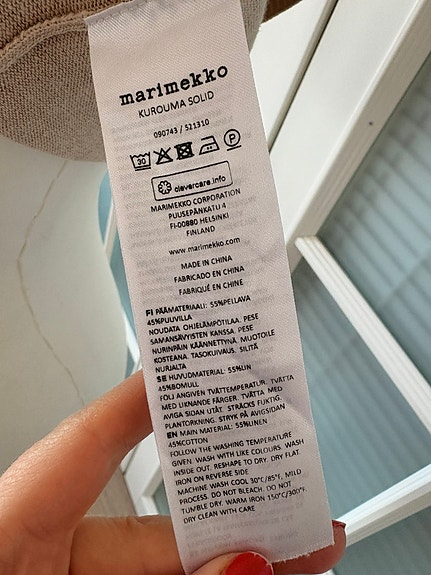 marimekko
KUROUMA SOLID
090743 / 521310
30
P
clevercare.info
MARIMEKKO CORPORATION
PUUSEPÄNKATU 4
FI-00880 HELSINKI
FINLAND
www.marimekko.com
MADE IN CHINA
FABRICADO EN CHINA
FABRIQUÉ EN CHINE
FI PÄÄMATERIAALI: 55%PELLAVA
45%PUUVILLA
NOUDATA OHJELÄMPÖTILAA. PESE
SAMANSÄVYISTEN KANSSA. PESE
NURINPÄIN KÄÄNNETTYNÄ. MUOTOILE
KOSTEANA. TASOKUIVAUS. SILITÄ
NURJALTA
SE HUVUDMATERIAL: 55%LIN
45%BOMULL
FÖLJ ANGIVEN TVÄTTEMPERATUR. TVÄTTA
MED LIKNANDE FÄRGER. TVÄTTA MED
AVIGA SIDAN UTÅT. STRÄCKS FUKTIG.
PLANTORKNING. STRYK PÅ AVIGSIDAN
EN MAIN MATERIAL: 55%LINEN
45%COTTON
FOLLOW THE WASHING TEMPERATURE
GIVEN. WASH WITH LIKE COLOURS. WASH
INSIDE OUT. RESHAPE TO DRY. DRY FLAT.
IRON ON REVERSE SIDE
MACHINE WASH COOL 30°C/85°F, MILD
PROCESS. DO NOT BLEACH. DO NOT
TUMBLE DRY. WARM IRON 150°C/300°F.
DRY CLEAN WITH CARE